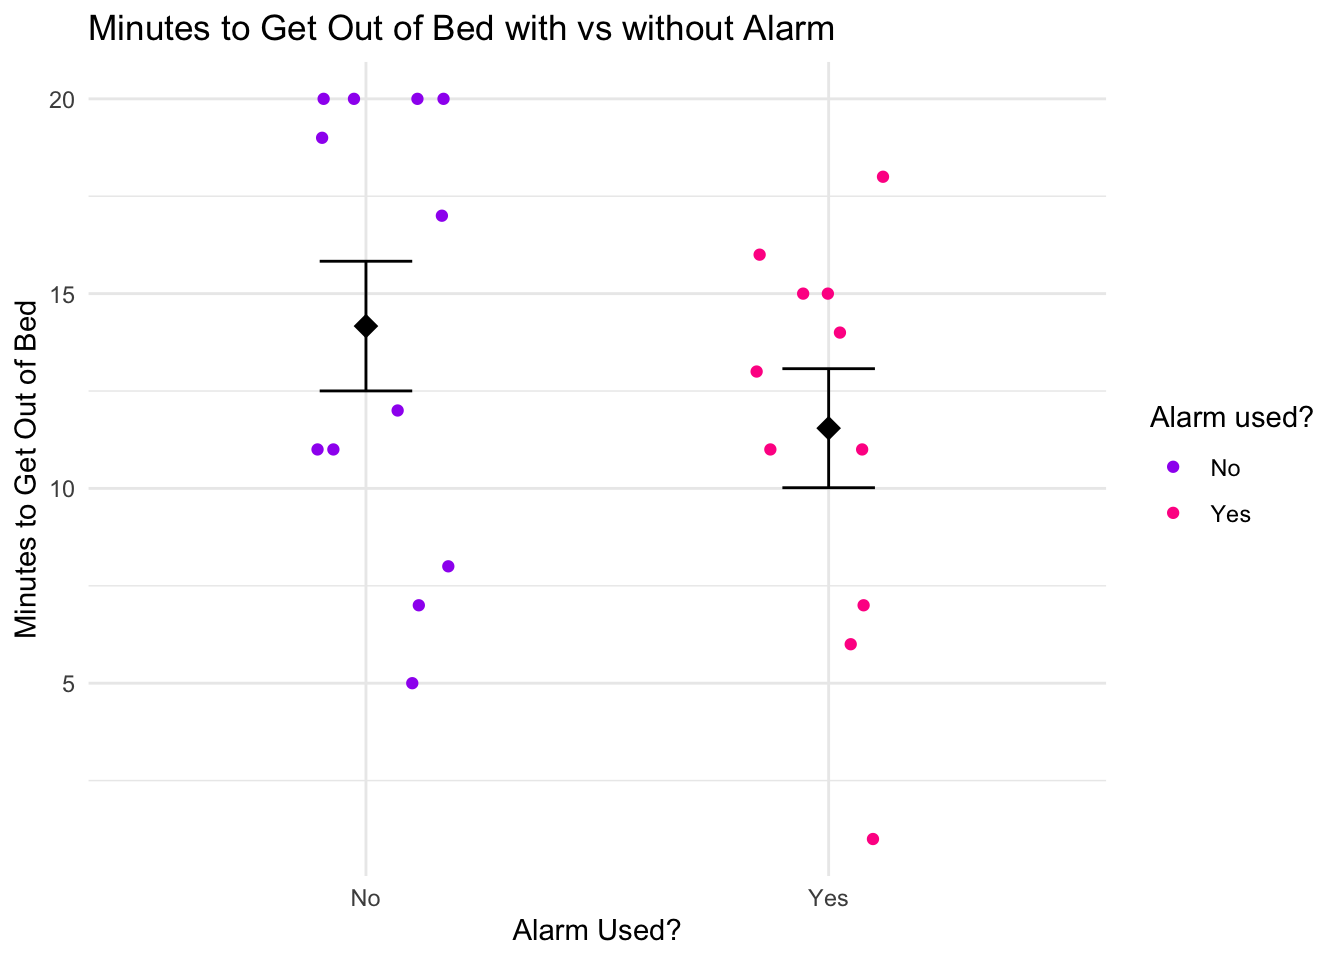 Minutes to Get Out of Bed with vs without Alarm
Minutes to Get Out of Bed
20
15
10
5
No
Yes
Alarm Used?
Alarm used?
No
Yes